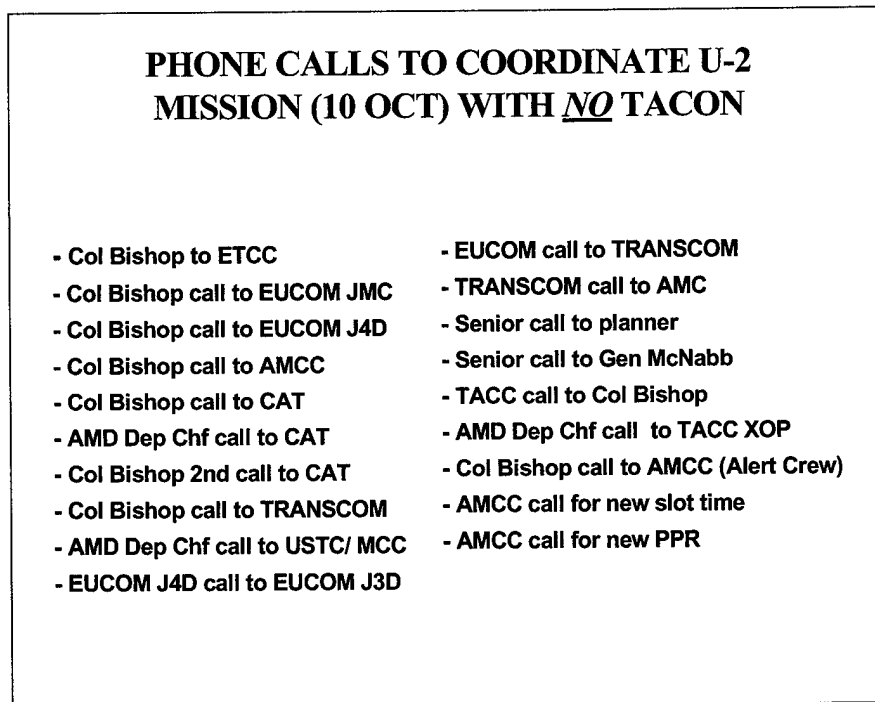 PHONE CALLS TO COORDINATE U-2
MISSION (10 OCT) WITH NO TACON
- Col Bishop to ETCC
- Col Bishop call to EUCOM JMC
- Col Bishop call to EUCOM J4D
- Col Bishop call to AMCC
- Col Bishop call to CAT
- AMD Dep Chf call to CAT
- Col Bishop 2nd call to CAT
- Col Bishop call to TRANSCOM
- AMD Dep Chf call to USTC/ MCC
- EUCOM J4D call to EUCOM J3D
- EUCOM call to TRANSCOM
- TRANSCOM call to AMC
- Senior call to planner
- Senior call to Gen McNabb
- TACC call to Col Bishop
- AMD Dep Chf call  to TACC XOP
- Col Bishop call to AMCC (Alert Crew)
- AMCC call for new slot time
- AMCC call for new PPR